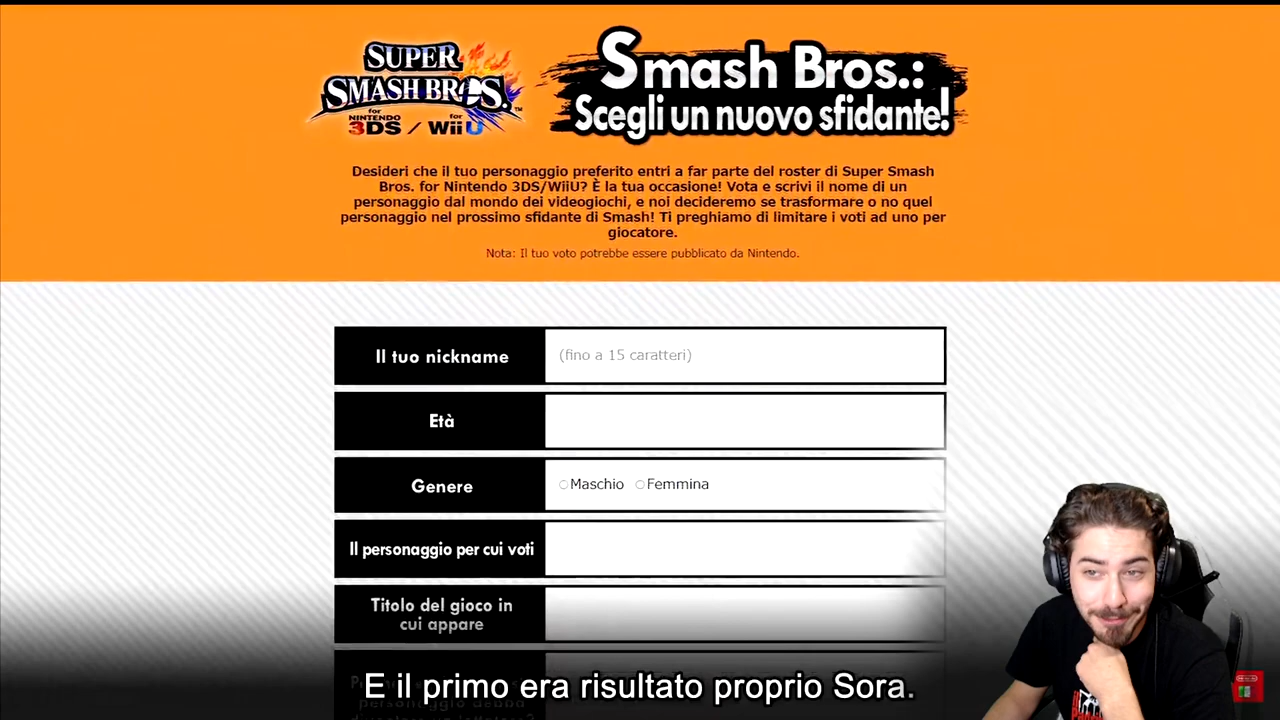 SUPER
SMASH BROS.™
for NINTENDO 3DS / for Wii U
Smash Bros.:
Scegli un nuovo sfidante!
Desideri che il tuo personaggio preferito entri a far parte del roster di Super Smash
Bros. for Nintendo 3DS/WiiU? È la tua occasione! Vota e scrivi il nome di un
personaggio dal mondo dei videogiochi, e noi decideremo se trasformare o no quel
personaggio nel prossimo sfidante di Smash! Ti preghiamo di limitare i voti ad uno per
giocatore.
Nota: Il tuo voto potrebbe essere pubblicato da Nintendo.
Il tuo nickname
(fino a 15 caratteri)
Età
Genere
Maschio Femmina
Il personaggio per cui voti
Titolo del gioco in
cui appare
E il primo era risultato proprio Sora.